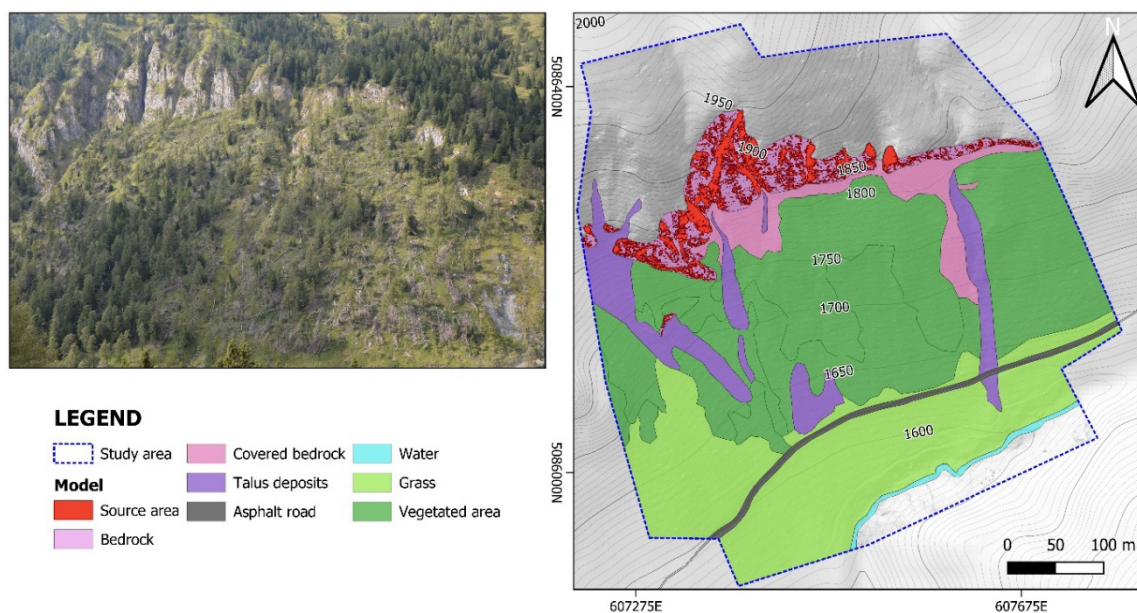 2000
N
5086400N
1950
1900
1850
1800
1750
1700
1650
1600
5086000N
0 50 100 m
607275E
607675E
LEGEND
Study area
Model
Source area
Bedrock
Covered bedrock
Talus deposits
Asphalt road
Water
Grass
Vegetated area